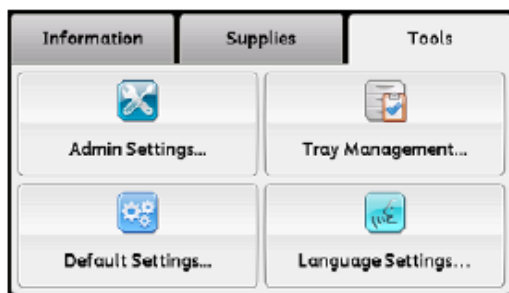 Information Supplies Tools
Admin Settings... Tray Management...
Default Settings... Language Settings...